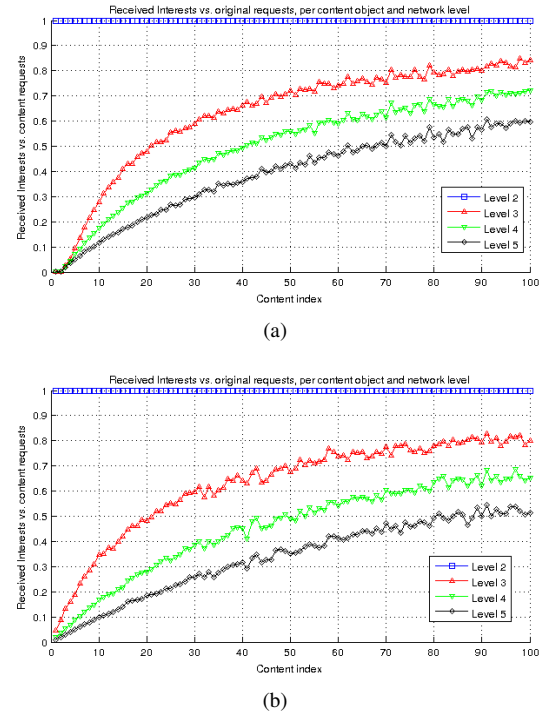 Received Interests vs. original requests, per content object and network level
Received Interests vs. content requests
1
0.9
0.8
0.7
0.6
0.5
0.4
0.3
0.2
0.1
0
0 10 20 30 40 50 60 70 80 90 100
Content index
Level 2
Level 3
Level 4
Level 5
(a)
Received Interests vs. original requests, per content object and network level
Received Interests vs. content requests
1
0.9
0.8
0.7
0.6
0.5
0.4
0.3
0.2
0.1
0
0 10 20 30 40 50 60 70 80 90 100
Content index
Level 2
Level 3
Level 4
Level 5
(b)